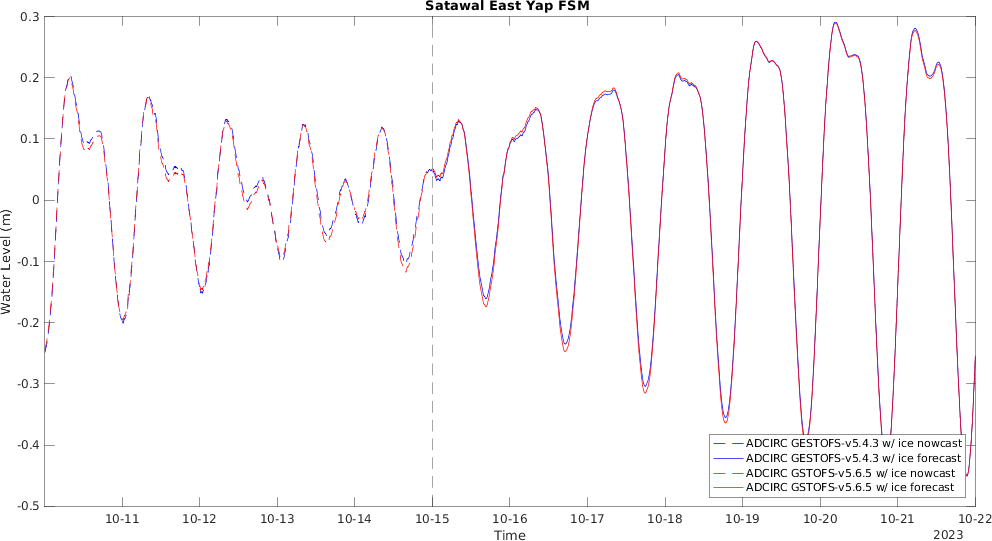 Satawal East Yap FSM
0.3
0.2
0.1
0
-0.1
-0.2
-0.3
-0.4
-0.5
Water Level (m)
ADCIRC GESTOFS-v5.4.3 w/ ice nowcast
ADCIRC GESTOFS-v5.4.3 w/ ice forecast
ADCIRC GSTOFS-v5.6.5 w/ ice nowcast
ADCIRC GSTOFS-v5.6.5 w/ ice forecast
10-11 10-12 10-13 10-14 10-15 10-16 10-17 10-18 10-19 10-20 10-21 10-22
Time
2023